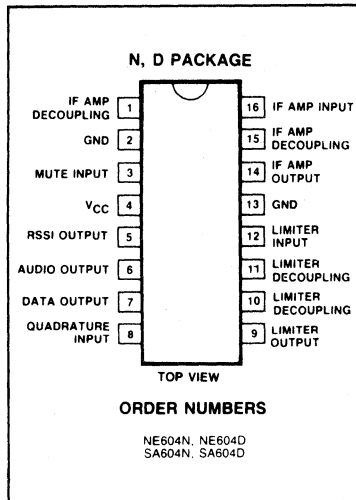 N, D PACKAGE
IF AMP
DECOUPLING
1
GND
2
MUTE INPUT
3
VCC
4
RSSI OUTPUT
5
AUDIO OUTPUT
6
DATA OUTPUT
7
QUADRATURE
INPUT
8
16
IF AMP INPUT
15
IF AMP
DECOUPLING
14
IF AMP
OUTPUT
13
GND
12
LIMITER
INPUT
11
LIMITER
DECOUPLING
10
LIMITER
DECOUPLING
9
LIMITER
OUTPUT
TOP VIEW
ORDER NUMBERS
NE604N, NE604D
SA604N, SA604D